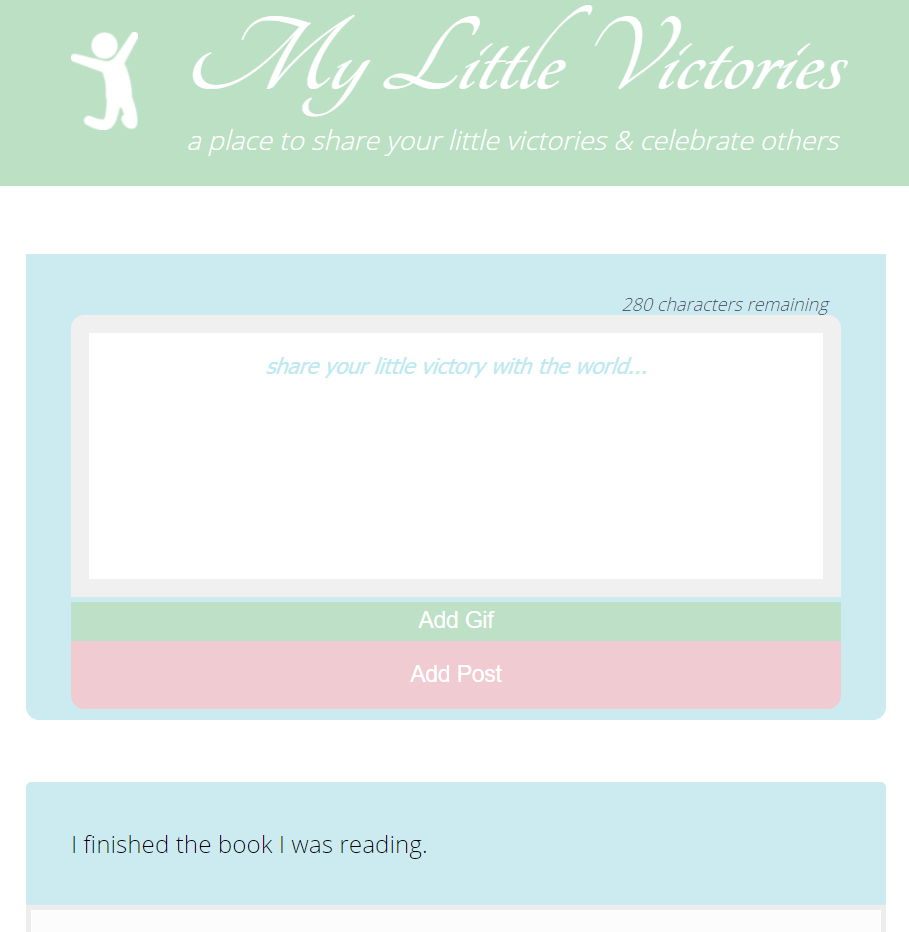 My Little Victories
a place to share your little victories & celebrate others
280 characters remaining
share your little victory with the world...
Add Gif
Add Post
I finished the book I was reading.